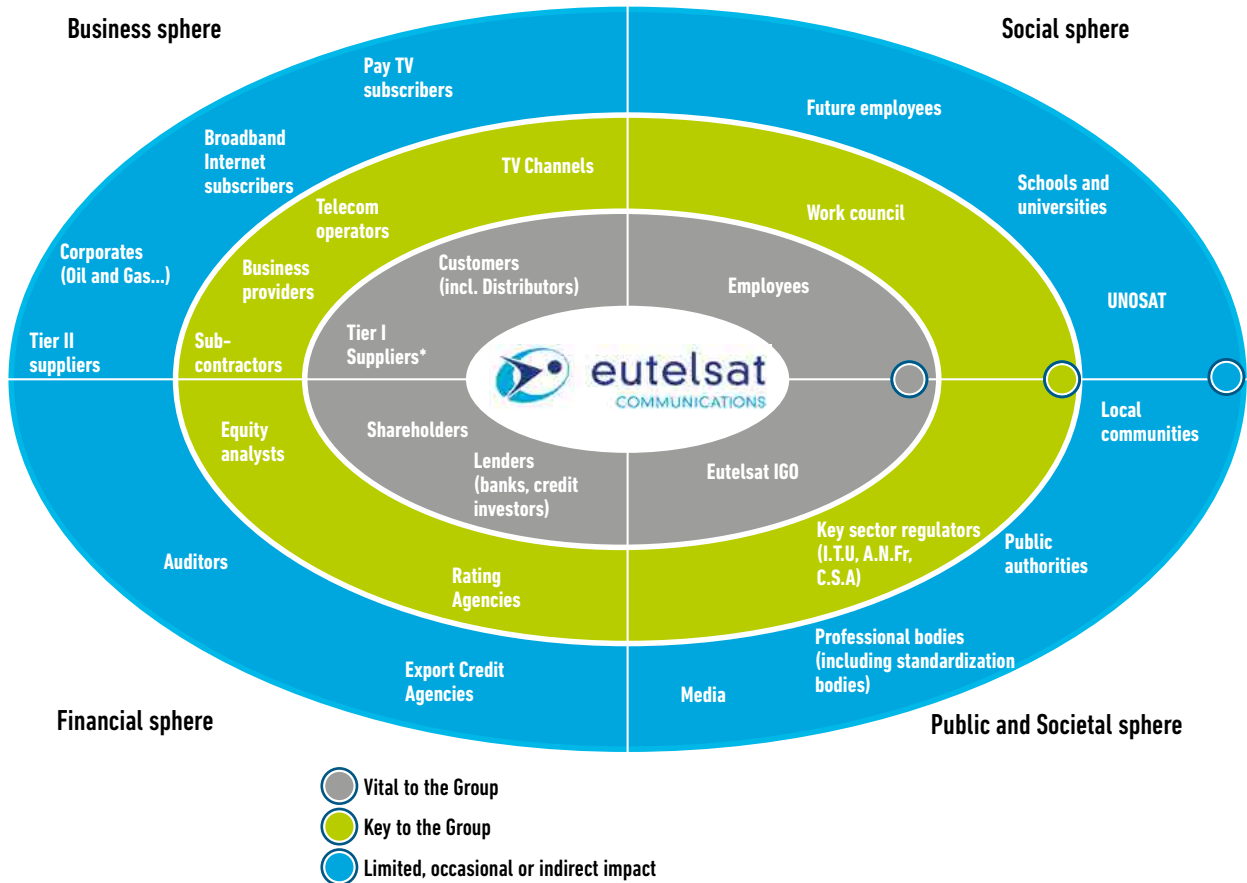 Business sphere
Social sphere
Pay TV
subscribers
Future employees
Broadband
Internet
subscribers
TV Channels
Schools and
universities
Telecom
operators
Work council
Corporates
(Oil and Gas...)
Business
providers
Customers
(incl. Distributors)
Employees
UNOSAT
Tier II
suppliers
Sub-
contractors
Tier I
Suppliers*
eutelsat
COMMUNICATIONS
Equity
analysts
Shareholders
Local
communities
Lenders
(banks, credit
investors)
Eutelsat IGO
Auditors
Key sector regulators
(I.T.U, A.N.Fr,
C.S.A)
Public
authorities
Rating
Agencies
Professional bodies
(including standardization
bodies)
Export Credit
Agencies
Media
Financial sphere
Public and Societal sphere
Vital to the Group
Key to the Group
Limited, occasional or indirect impact